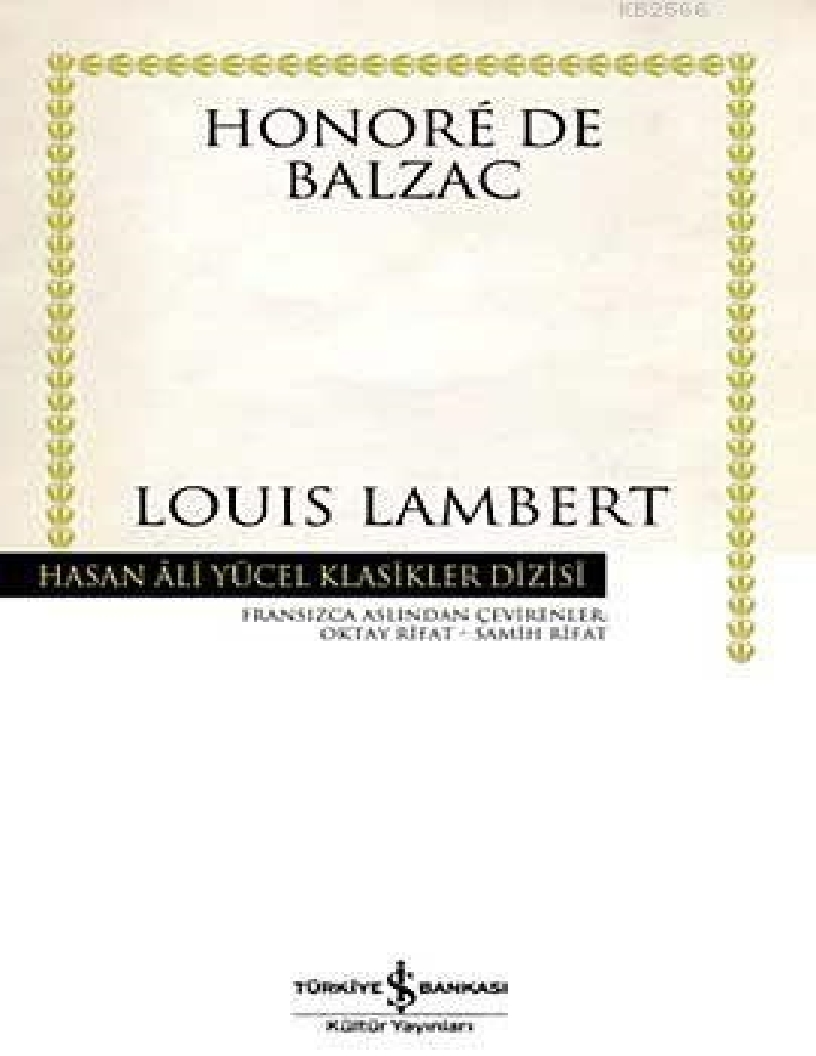 KB2566
HONORÉ DE
BALZAC
LOUIS LAMBERT
HASAN ÂLİ YÜCEL KLASİKLER DİZİSİ
FRANSIZCA ASLINDAN ÇEVİRENLER:
OKTAY RİFAT - SAMİH RİFAT
TÜRKİYE İŞ BANKASI
Kültür Yayınları